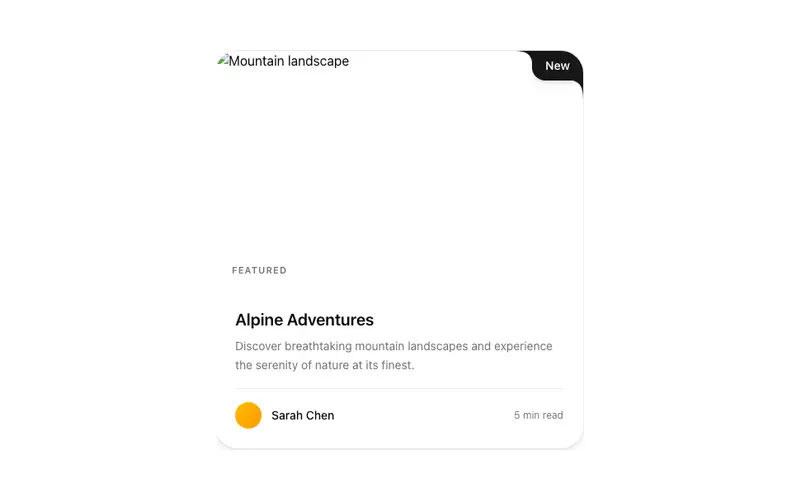 Mountain landscape
New
FEATURED
Alpine Adventures
Discover breathtaking mountain landscapes and experience
the serenity of nature at its finest.
Sarah Chen
5 min read